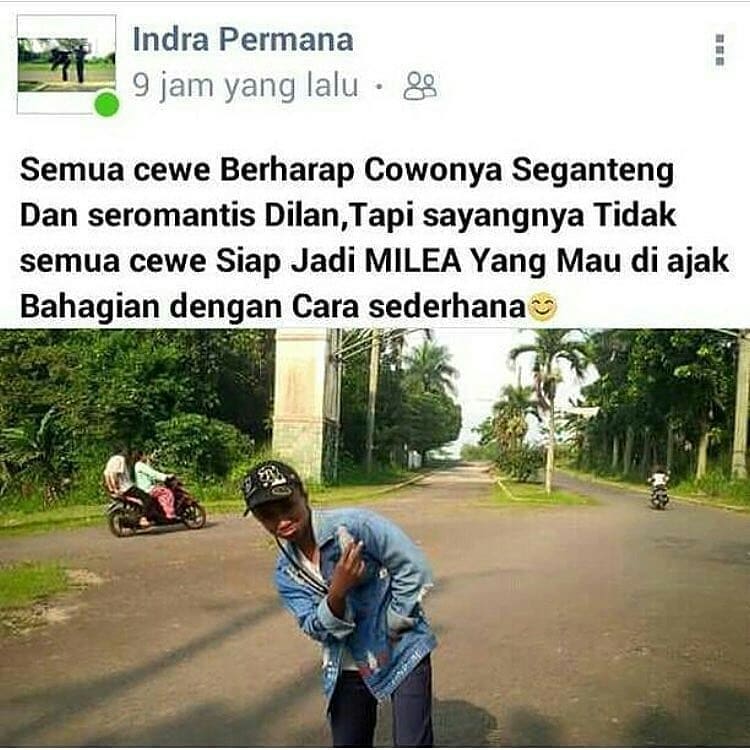 Indra Permana
9 jam yang lalu ·
Semua cewe Berharap Cowonya Seganteng
Dan seromantis Dilan,Tapi sayangnya Tidak
semua cewe Siap Jadi MILEA Yang Mau di ajak
Bahagian dengan Cara sederhana😊